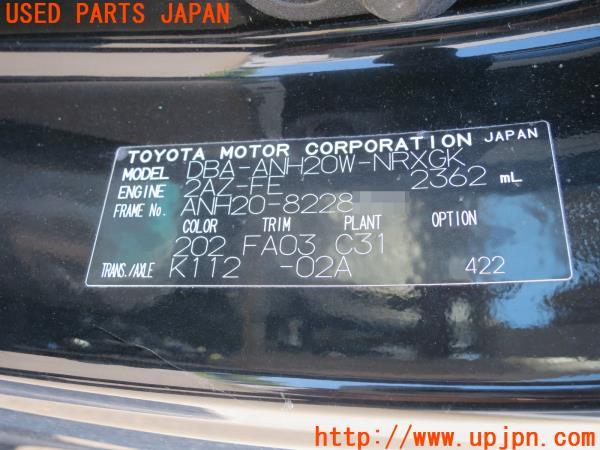 USED PARTS JAPAN
TOYOTA MOTOR CORPORATION JAPAN
MODEL DBA-ANH20W-NRXGK
ENGINE 2AZ-FE 2362 mL
FRAME No. ANH20-8228
COLOR TRIM PLANT OPTION
202 FA03 C31
TRANS./AXLE K112 -02A 422
http://www.upjpn.com